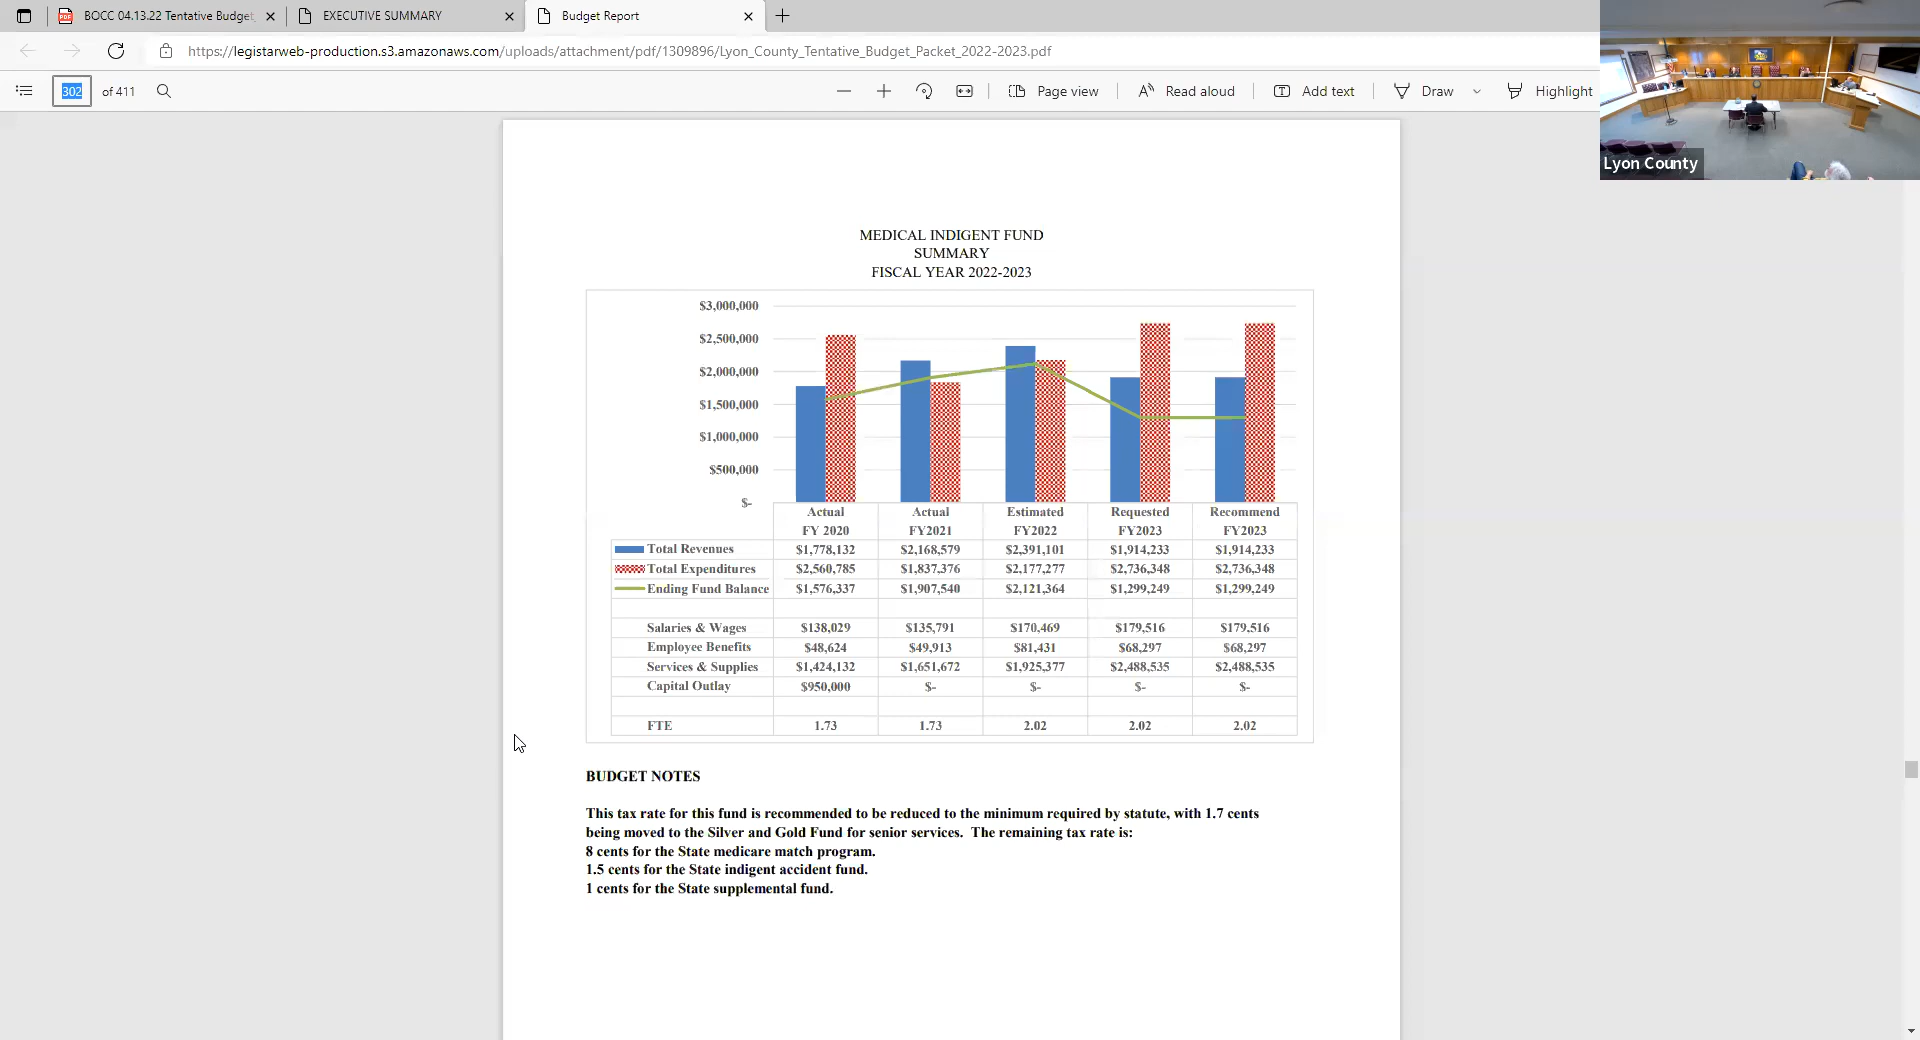 BOCC 04.13.22 Tentative Budget
EXECUTIVE SUMMARY
Budget Report
https://legistarweb-production.s3.amazonaws.com/uploads/attachment/pdf/1309896/Lyon_County_Tentative_Budget_Packet_2022-2023.pdf
302 of 411
Page view
Read aloud
Add text
Draw
Highlight
Lyon County
MEDICAL INDIGENT FUND
SUMMARY
FISCAL YEAR 2022-2023
$3,000,000
$2,500,000
$2,000,000
$1,500,000
$1,000,000
$500,000
$-
Actual Actual Estimated Requested Recommend
FY 2020 FY2021 FY2022 FY2023 FY2023
Total Revenues $1,778,132 $2,168,579 $2,391,101 $1,914,233 $1,914,233
Total Expenditures $2,560,785 $1,837,376 $2,177,277 $2,736,348 $2,736,348
Ending Fund Balance $1,576,337 $1,907,540 $2,121,364 $1,299,249 $1,299,249
Salaries & Wages $138,029 $135,791 $170,469 $179,516 $179,516
Employee Benefits $48,624 $49,913 $81,431 $68,297 $68,297
Services & Supplies $1,424,132 $1,651,672 $1,925,377 $2,488,535 $2,488,535
Capital Outlay $950,000 $- $- $- $-
FTE 1.73 1.73 2.02 2.02 2.02
BUDGET NOTES
This tax rate for this fund is recommended to be reduced to the minimum required by statute, with 1.7 cents
being moved to the Silver and Gold Fund for senior services. The remaining tax rate is:
8 cents for the State medicare match program.
1.5 cents for the State indigent accident fund.
1 cents for the State supplemental fund.